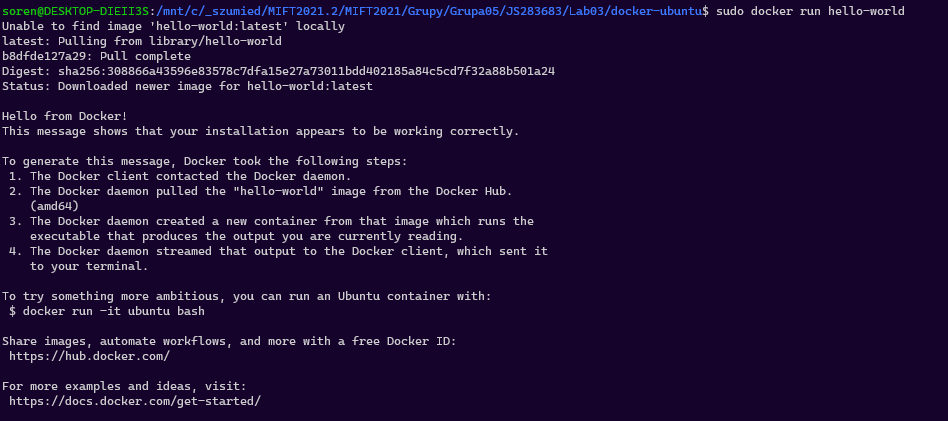 soren@DESKTOP-DIEII3S:/mnt/c/_szumied/MIFT2021.2/MIFT2021/Grupy/Grupa05/JS283683/Lab03/docker-ubuntu$ sudo docker run hello-world
Unable to find image 'hello-world:latest' locally
latest: Pulling from library/hello-world
b8dfde127a29: Pull complete
Digest: sha256:308866a43596e83578c7dfa15e27a73011bdd402185a84c5cd7f32a88b501a24
Status: Downloaded newer image for hello-world:latest

Hello from Docker!
This message shows that your installation appears to be working correctly.

To generate this message, Docker took the following steps:
 1. The Docker client contacted the Docker daemon.
 2. The Docker daemon pulled the "hello-world" image from the Docker Hub.
    (amd64)
 3. The Docker daemon created a new container from that image which runs the
    executable that produces the output you are currently reading.
 4. The Docker daemon streamed that output to the Docker client, which sent it
    to your terminal.

To try something more ambitious, you can run an Ubuntu container with:
 $ docker run -it ubuntu bash

Share images, automate workflows, and more with a free Docker ID:
 https://hub.docker.com/

For more examples and ideas, visit:
 https://docs.docker.com/get-started/